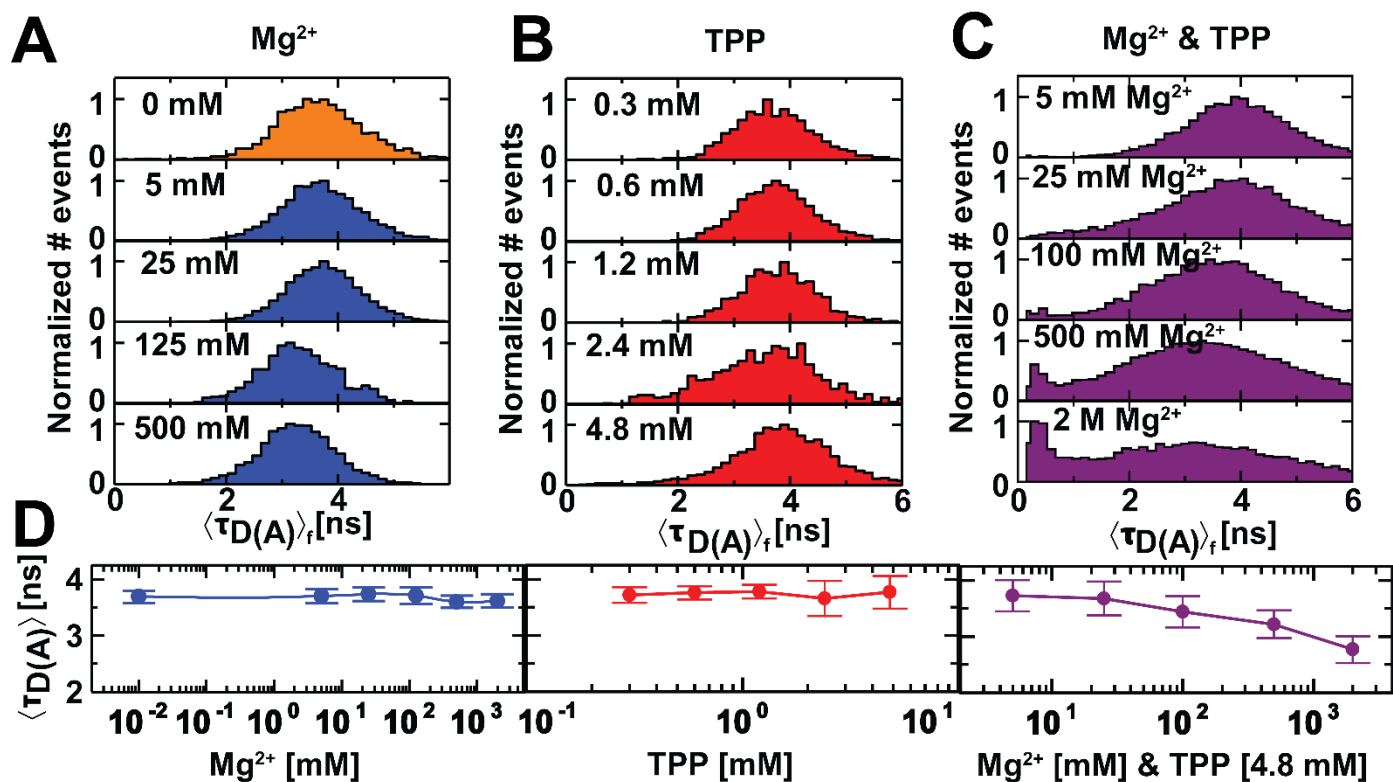 A
Mg²⁺
B
TPP
C
Mg²⁺ & TPP
Normalized # events
1
0 mM
0
1
5 mM
0
1
25 mM
0
1
125 mM
0
1
500 mM
0
0 2 4
⟨τD(A)⟩f [ns]
Normalized # events
1
0.3 mM
0
1
0.6 mM
0
1
1.2 mM
0
1
2.4 mM
0
1
4.8 mM
0
0 2 4 6
⟨τD(A)⟩f [ns]
Normalized # events
1
5 mM Mg²⁺
0
1
25 mM Mg²⁺
0
1
100 mM Mg²⁺
0
1
500 mM Mg²⁺
0
1
2 M Mg²⁺
0
0 2 4 6
⟨τD(A)⟩f [ns]
D
⟨τD(A)⟩ [ns]
4
3
2
10⁻² 10⁰ 10¹ 10² 10³
Mg²⁺ [mM]
10⁻¹ 10⁰ 10¹
TPP [mM]
10¹ 10² 10³
Mg²⁺ [mM] & TPP [4.8 mM]